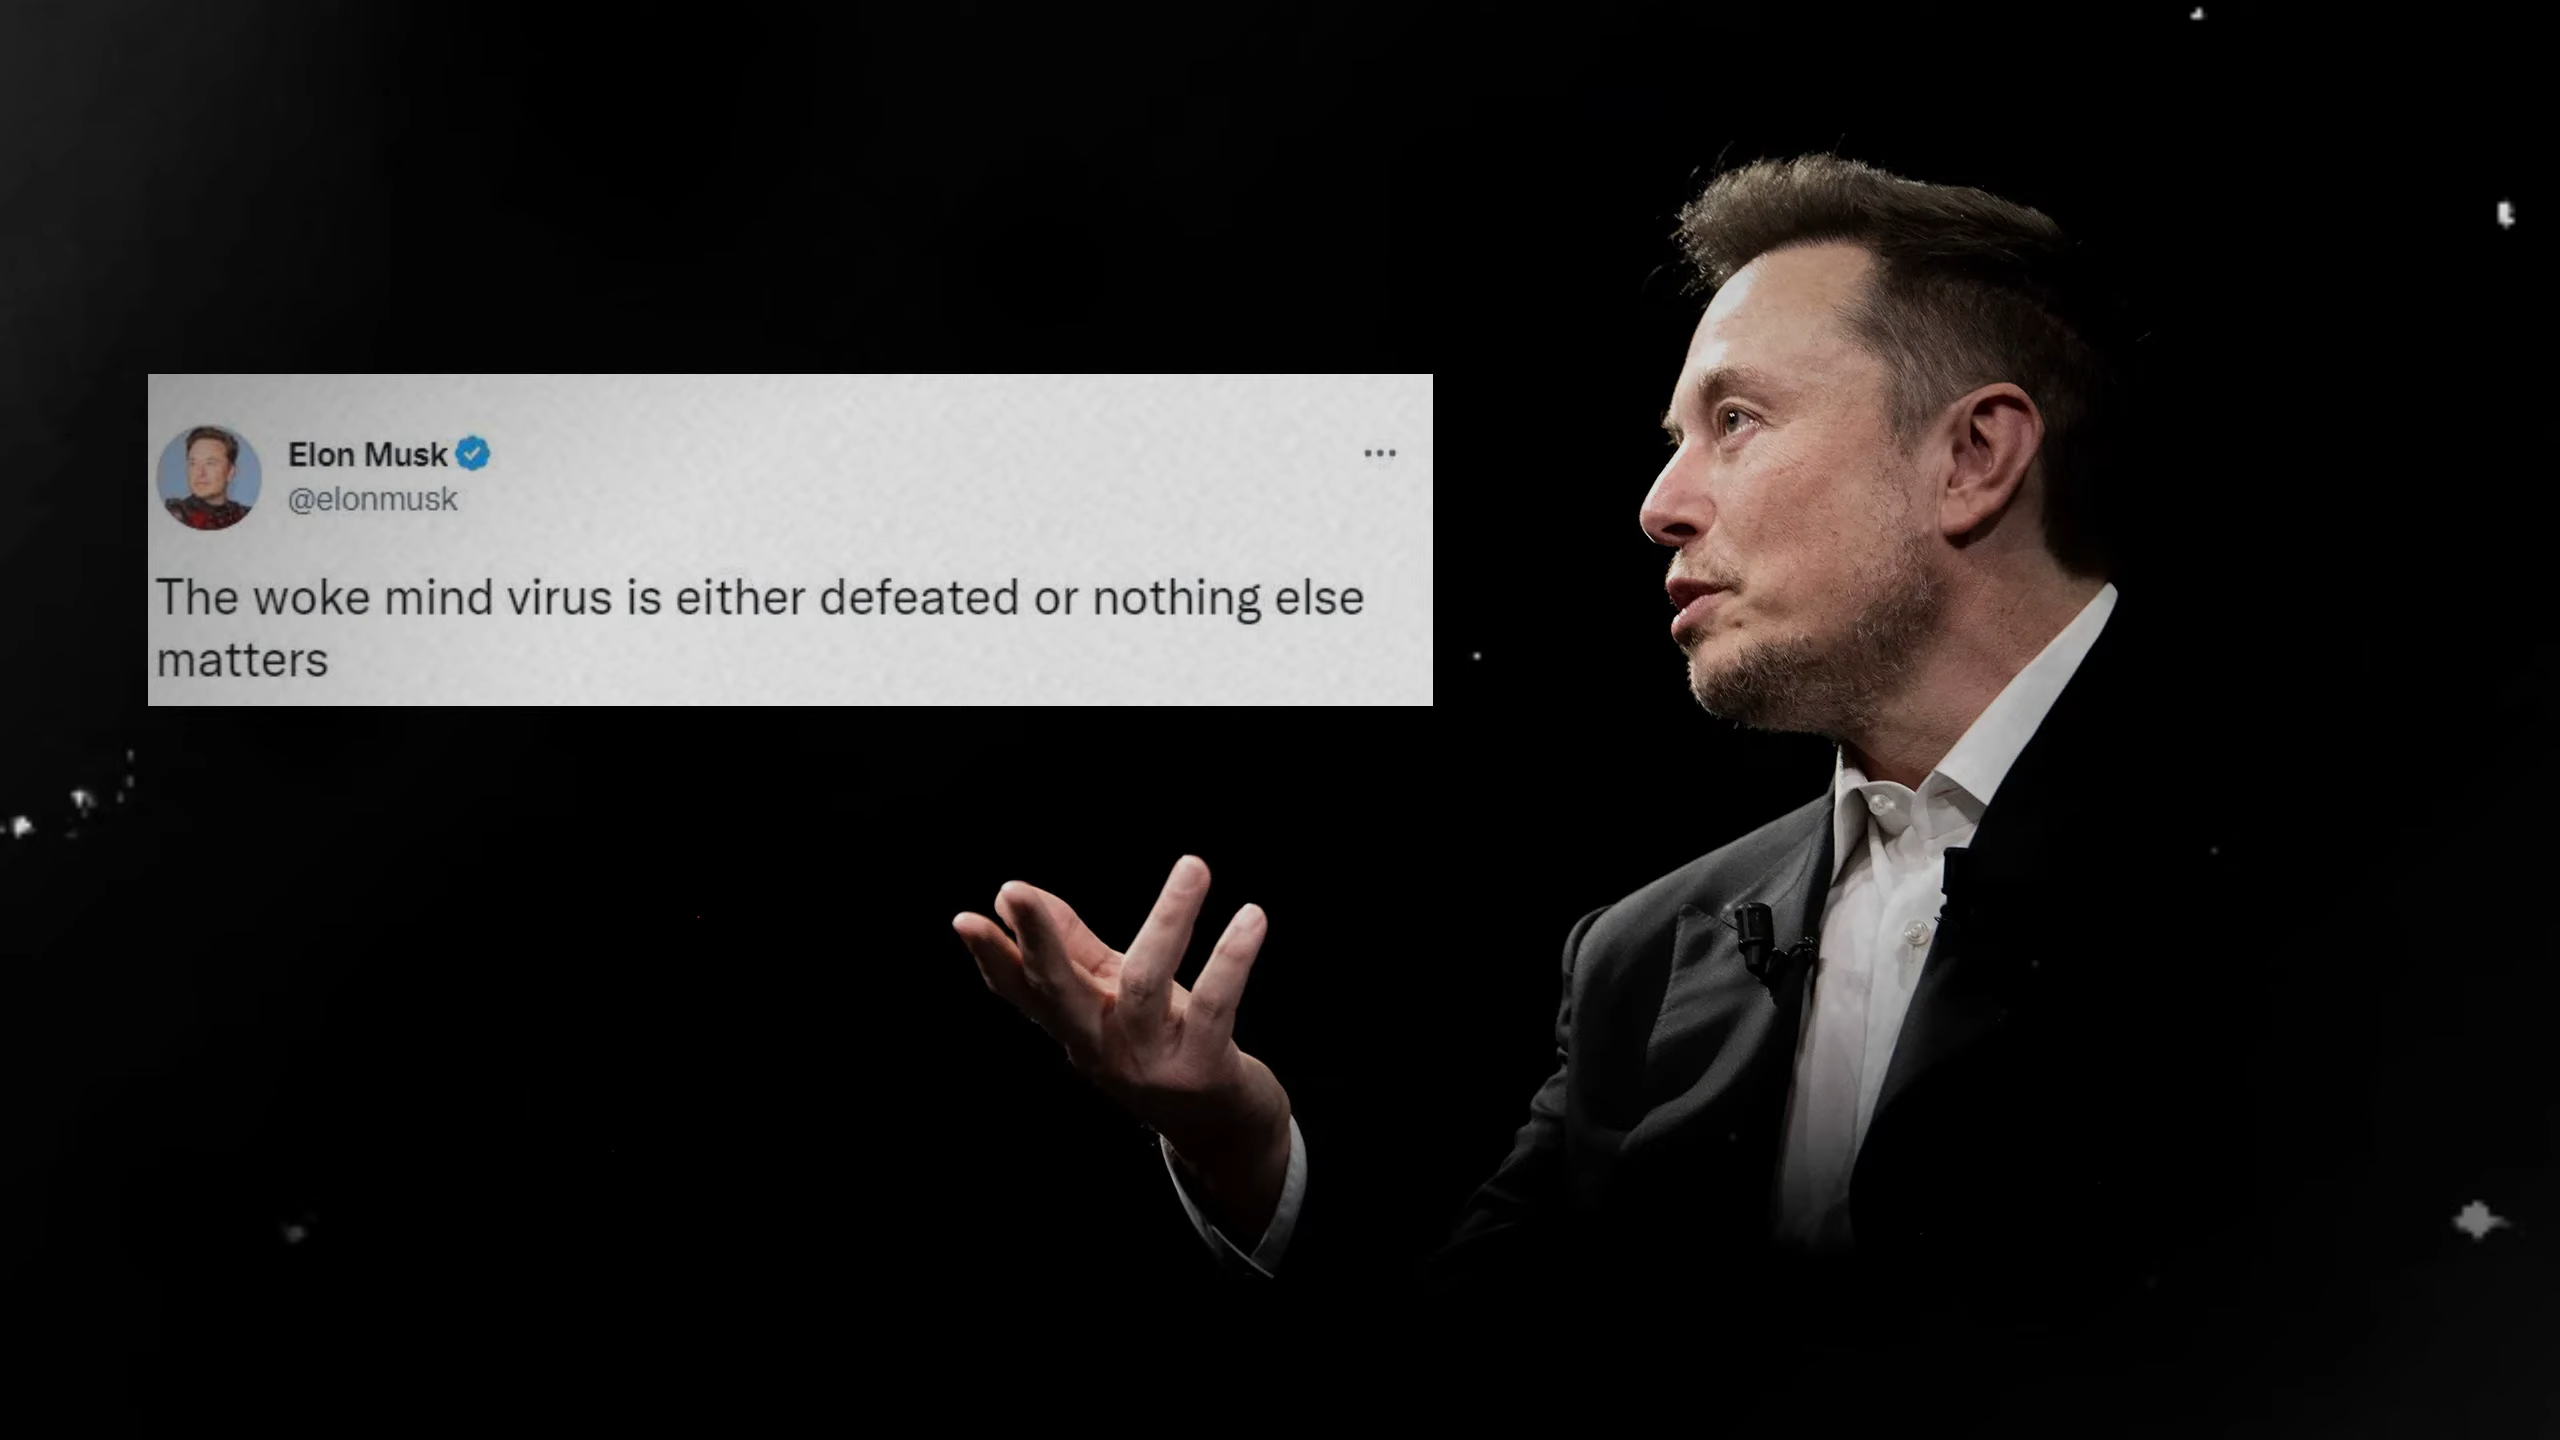 Elon Musk
@elonmusk
The woke mind virus is either defeated or nothing else
matters